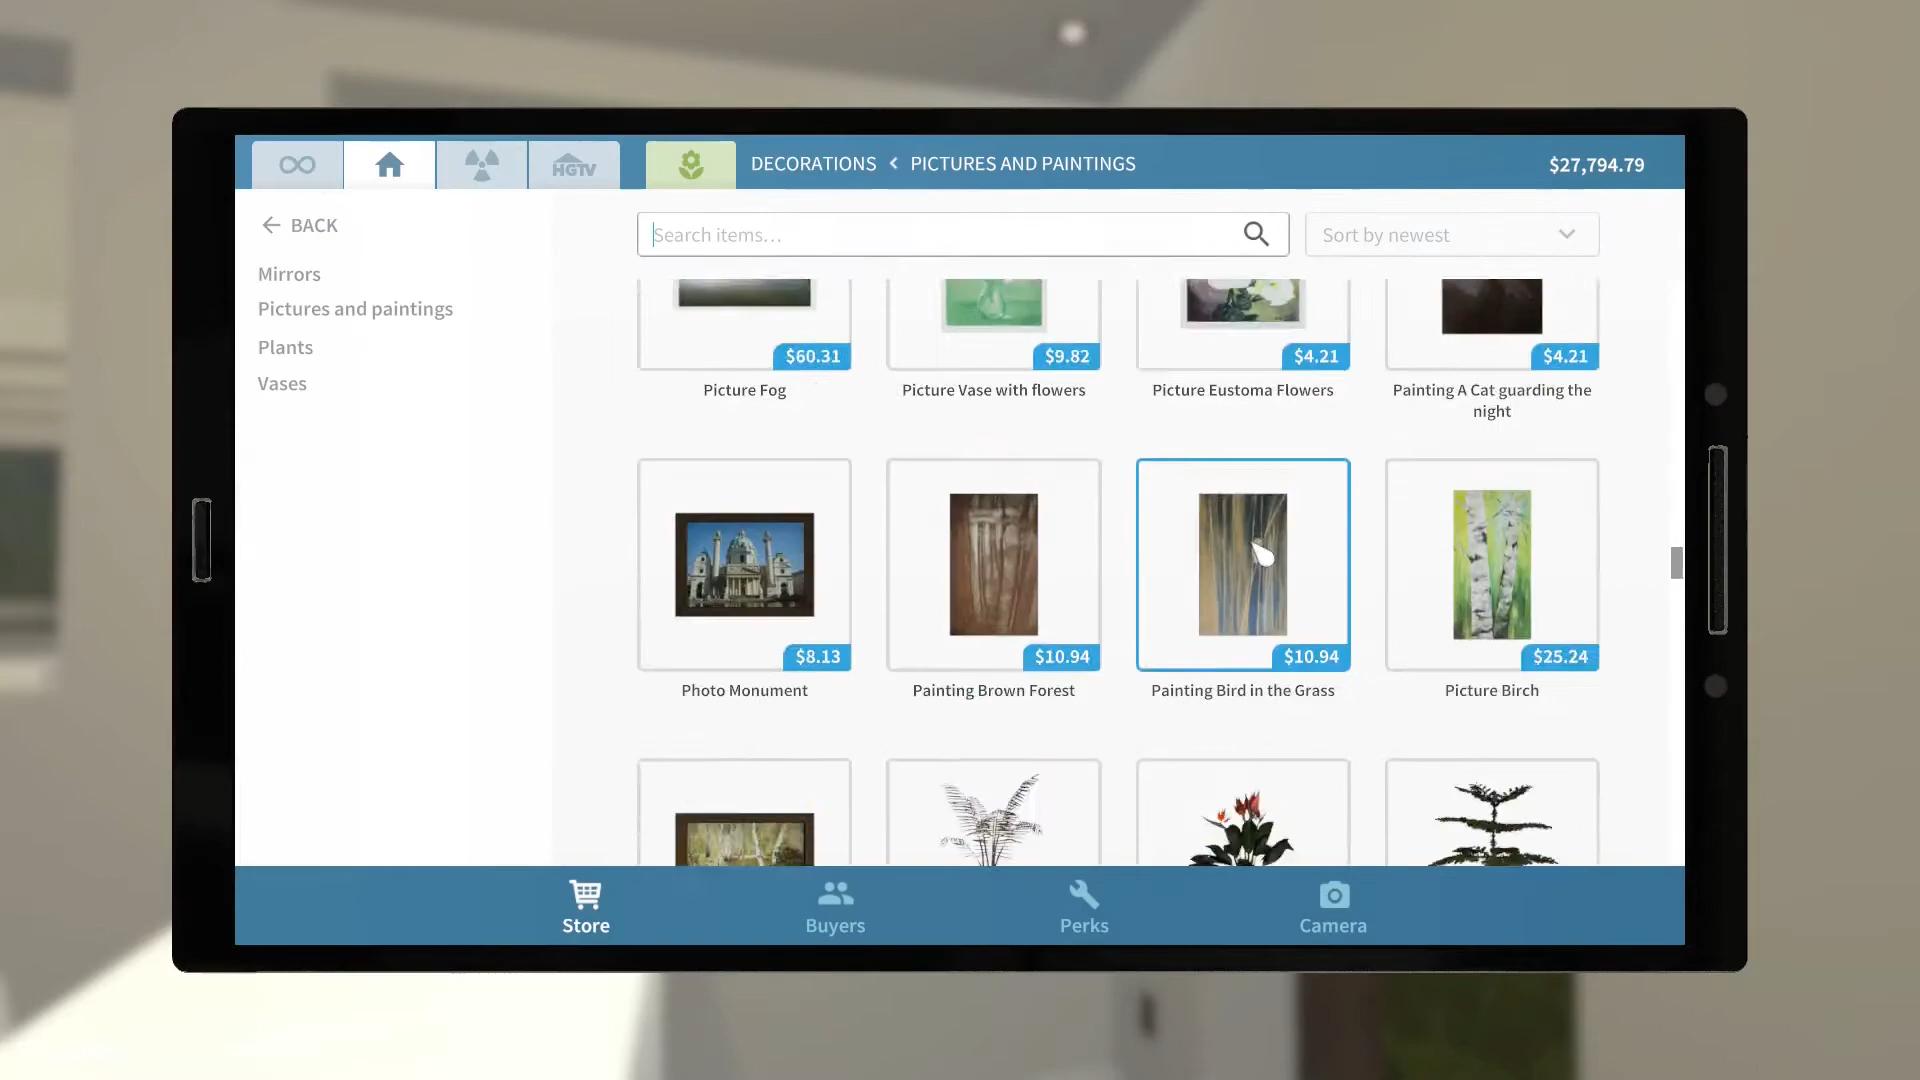 HGTV
DECORATIONS < PICTURES AND PAINTINGS
$27,794.79
BACK
Mirrors
Pictures and paintings
Plants
Vases
Search items...
Sort by newest
$60.31
$9.82
$4.21
$4.21
Picture Fog
Picture Vase with flowers
Picture Eustoma Flowers
Painting A Cat guarding the
night
$8.13
$10.94
$10.94
$25.24
Photo Monument
Painting Brown Forest
Painting Bird in the Grass
Picture Birch
Store
Buyers
Perks
Camera